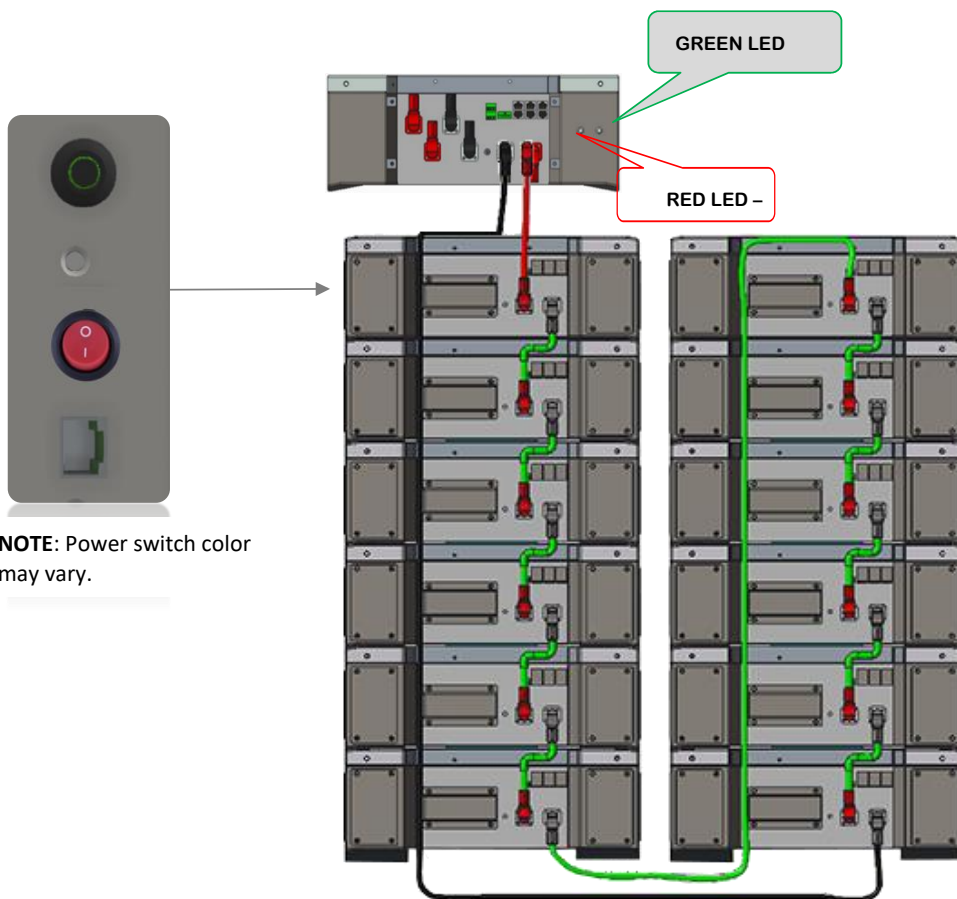 GREEN LED
RED LED –
O
I
NOTE: Power switch color
may vary.